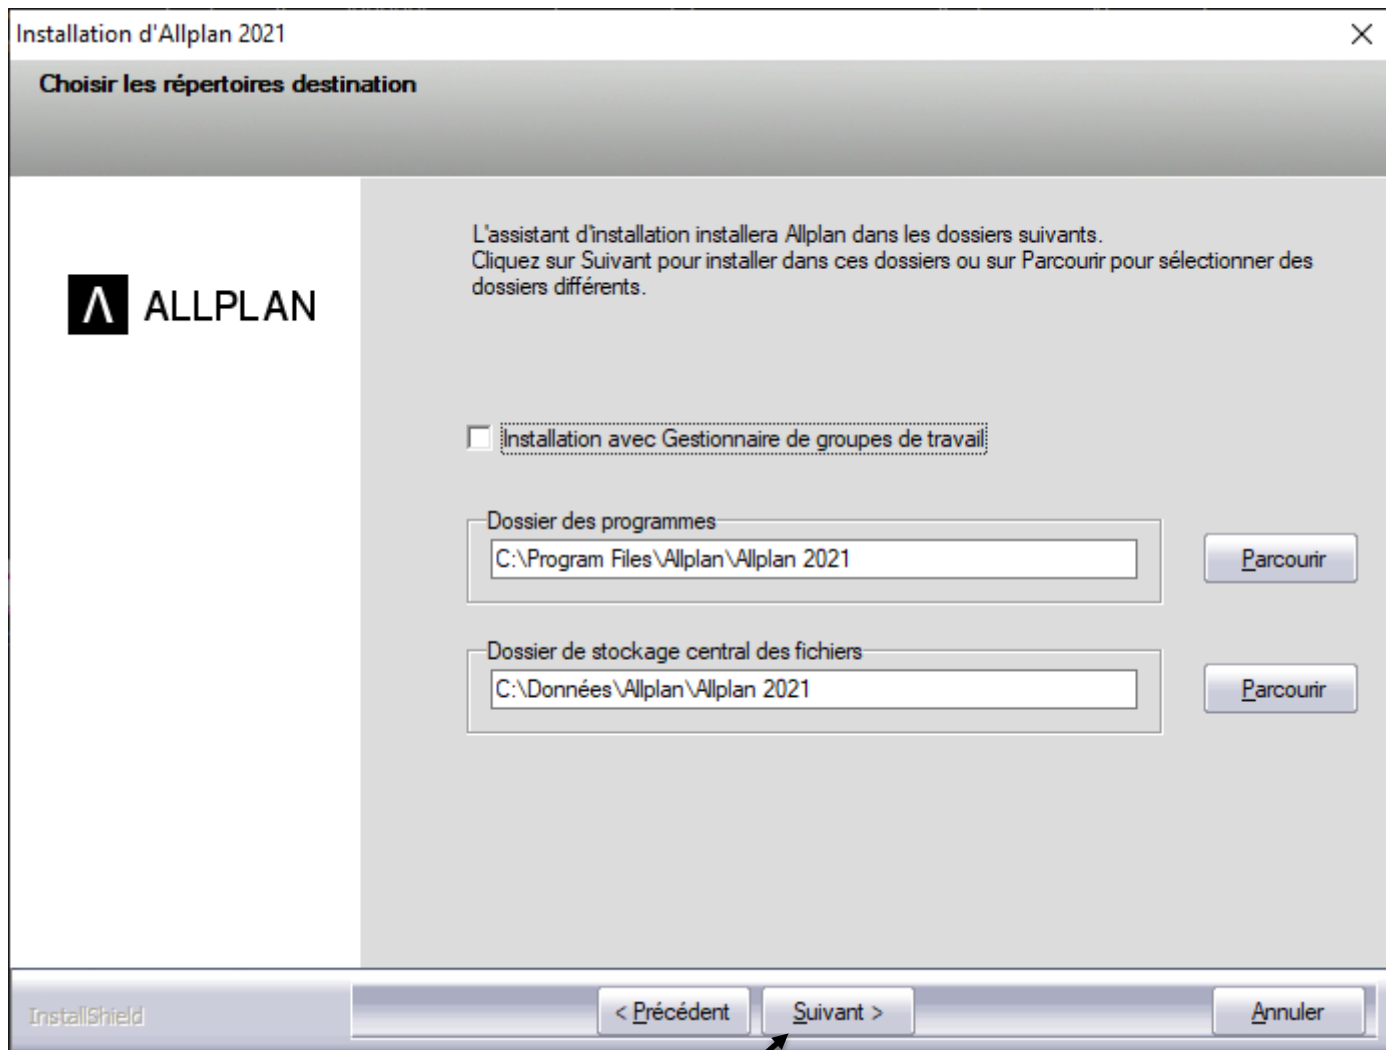 Installation d'Allplan 2021
Choisir les répertoires destination
ALLPLAN
L'assistant d'installation installera Allplan dans les dossiers suivants.
Cliquez sur Suivant pour installer dans ces dossiers ou sur Parcourir pour sélectionner des
dossiers différents.
Installation avec Gestionnaire de groupes de travail
Dossier des programmes
C:\Program Files\Allplan\Allplan 2021
Parcourir
Dossier de stockage central des fichiers
C:\Données\Allplan\Allplan 2021
Parcourir
InstallShield
< Précédent
Suivant >
Annuler